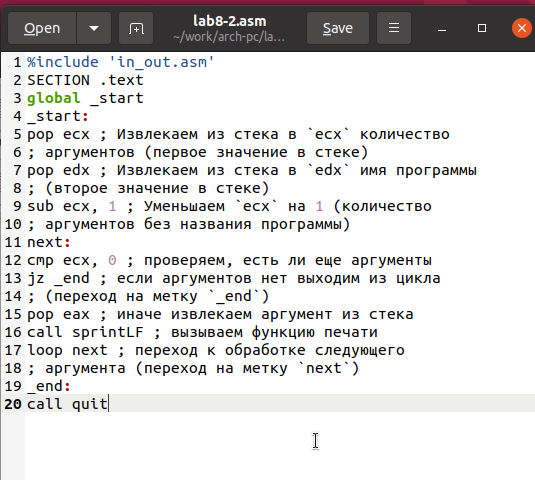 Open
lab8-2.asm
~/work/arch-pc/la...
Save
1 %include 'in_out.asm'
2 SECTION .text
3 global _start
4 _start:
5 pop ecx ; Извлекаем из стека в `ecx` количество
6 ; аргументов (первое значение в стеке)
7 pop edx ; Извлекаем из стека в `edx` имя программы
8 ; (второе значение в стеке)
9 sub ecx, 1 ; Уменьшаем `ecx` на 1 (количество
10 ; аргументов без названия программы)
11 next:
12 cmp ecx, 0 ; проверяем, есть ли еще аргументы
13 jz _end ; если аргументов нет выходим из цикла
14 ; (переход на метку `_end`)
15 pop eax ; иначе извлекаем аргумент из стека
16 call sprintLF ; вызываем функцию печати
17 loop next ; переход к обработке следующего
18 ; аргумента (переход на метку `next`)
19 _end:
20 call quit